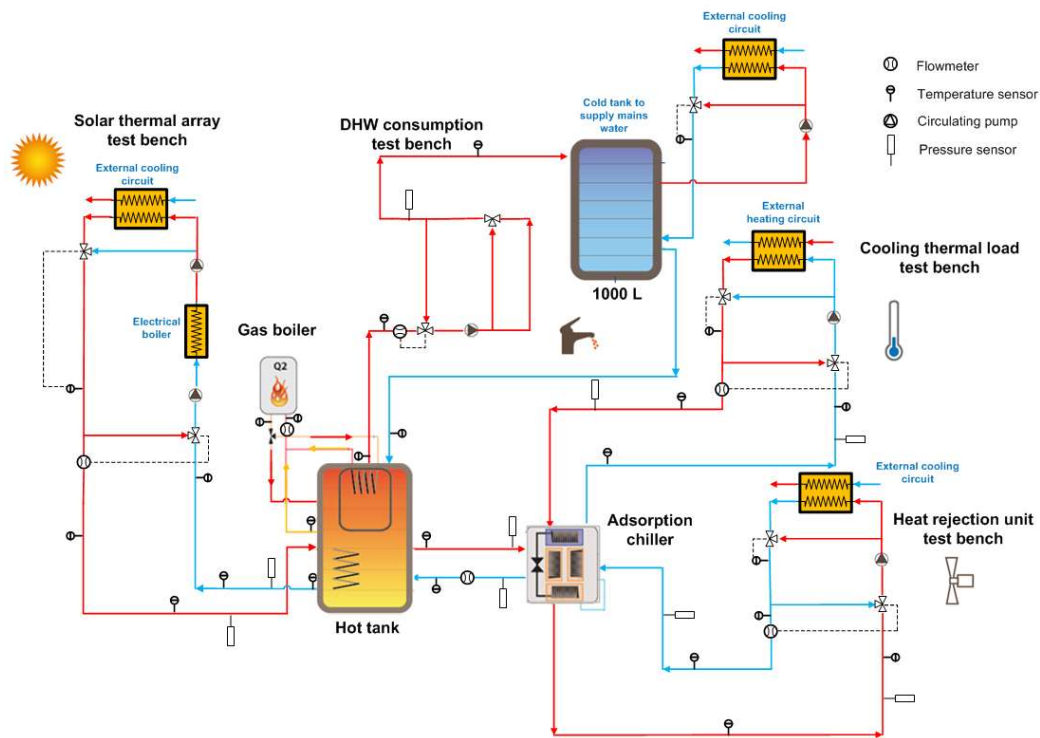 External cooling
circuit
Flowmeter
Temperature sensor
Circulating pump
Pressure sensor
Solar thermal array
test bench
External cooling
circuit
DHW consumption
test bench
Cold tank to
supply mains
water
1000 L
External
heating circuit
Cooling thermal load
test bench
Electrical
boiler
Gas boiler
Q2
Hot tank
Adsorption
chiller
External cooling
circuit
Heat rejection unit
test bench